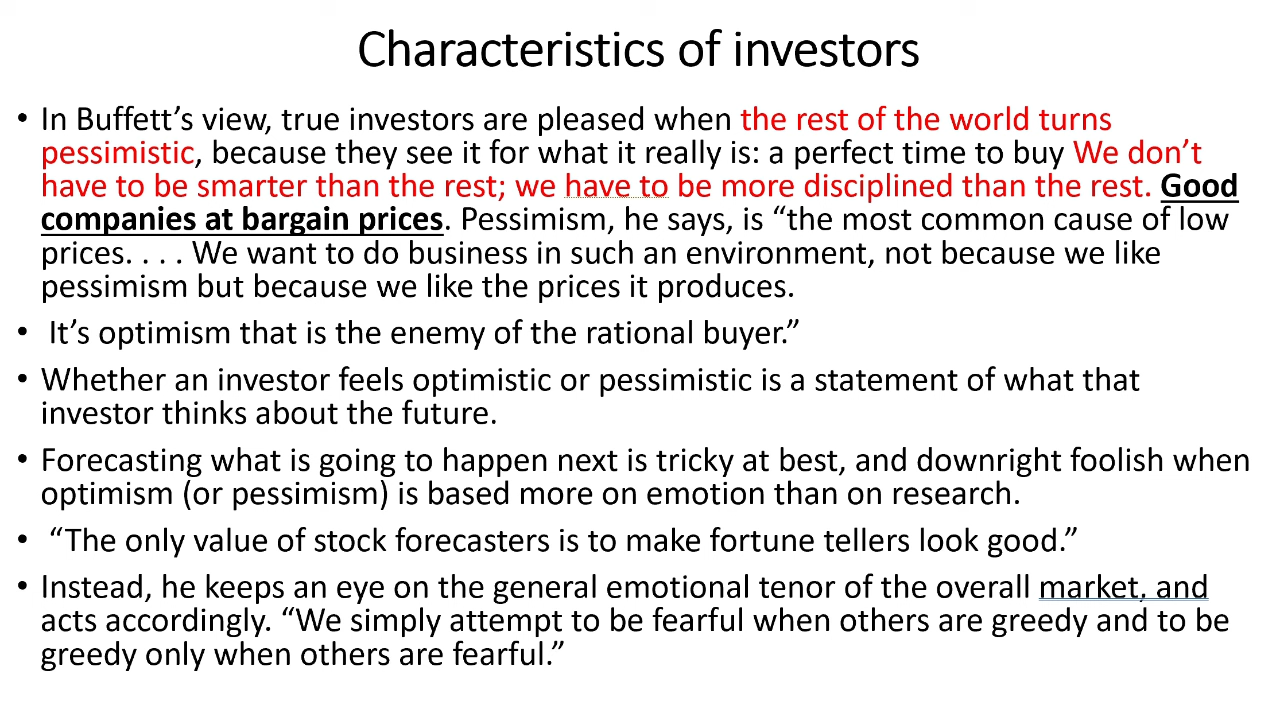 Characteristics of investors
• In Buffett’s view, true investors are pleased when the rest of the world turns
pessimistic, because they see it for what it really is: a perfect time to buy We don’t
have to be smarter than the rest; we have to be more disciplined than the rest. Good
companies at bargain prices. Pessimism, he says, is “the most common cause of low
prices. . . . We want to do business in such an environment, not because we like
pessimism but because we like the prices it produces.
• It’s optimism that is the enemy of the rational buyer.”
• Whether an investor feels optimistic or pessimistic is a statement of what that
investor thinks about the future.
• Forecasting what is going to happen next is tricky at best, and downright foolish when
optimism (or pessimism) is based more on emotion than on research.
• “The only value of stock forecasters is to make fortune tellers look good.”
• Instead, he keeps an eye on the general emotional tenor of the overall market, and
acts accordingly. “We simply attempt to be fearful when others are greedy and to be
greedy only when others are fearful.”